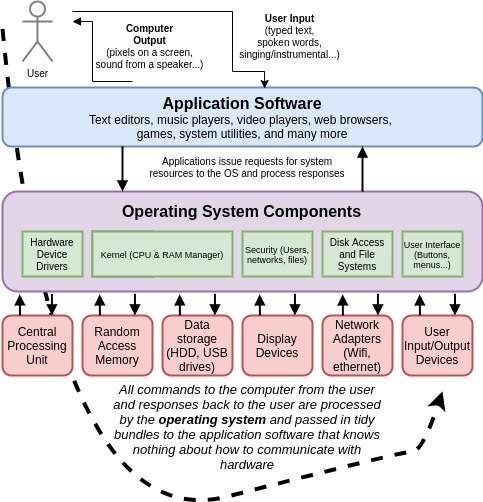 User
Computer
Output
(pixels on a screen,
sound from a speaker...)
User Input
(typed text,
spoken words,
singing/instrumental...)
Application Software
Text editors, music players, video players, web browsers,
games, system utilities, and many more
Applications issue requests for system
resources to the OS and process responses
Operating System Components
Hardware
Device
Drivers
Kernel (CPU & RAM Manager)
Security (Users,
networks, files)
Disk Access
and File
Systems
User Interface
(Buttons,
menus...)
Central
Processing
Unit
Random
Access
Memory
Data
storage
(HDD, USB
drives)
Display
Devices
Network
Adapters
(Wifi,
ethernet)
User
Input/Output
Devices
All commands to the computer from the user
and responses back to the user are processed
by the operating system and passed in tidy
bundles to the application software that knows
nothing about how to communicate with
hardware